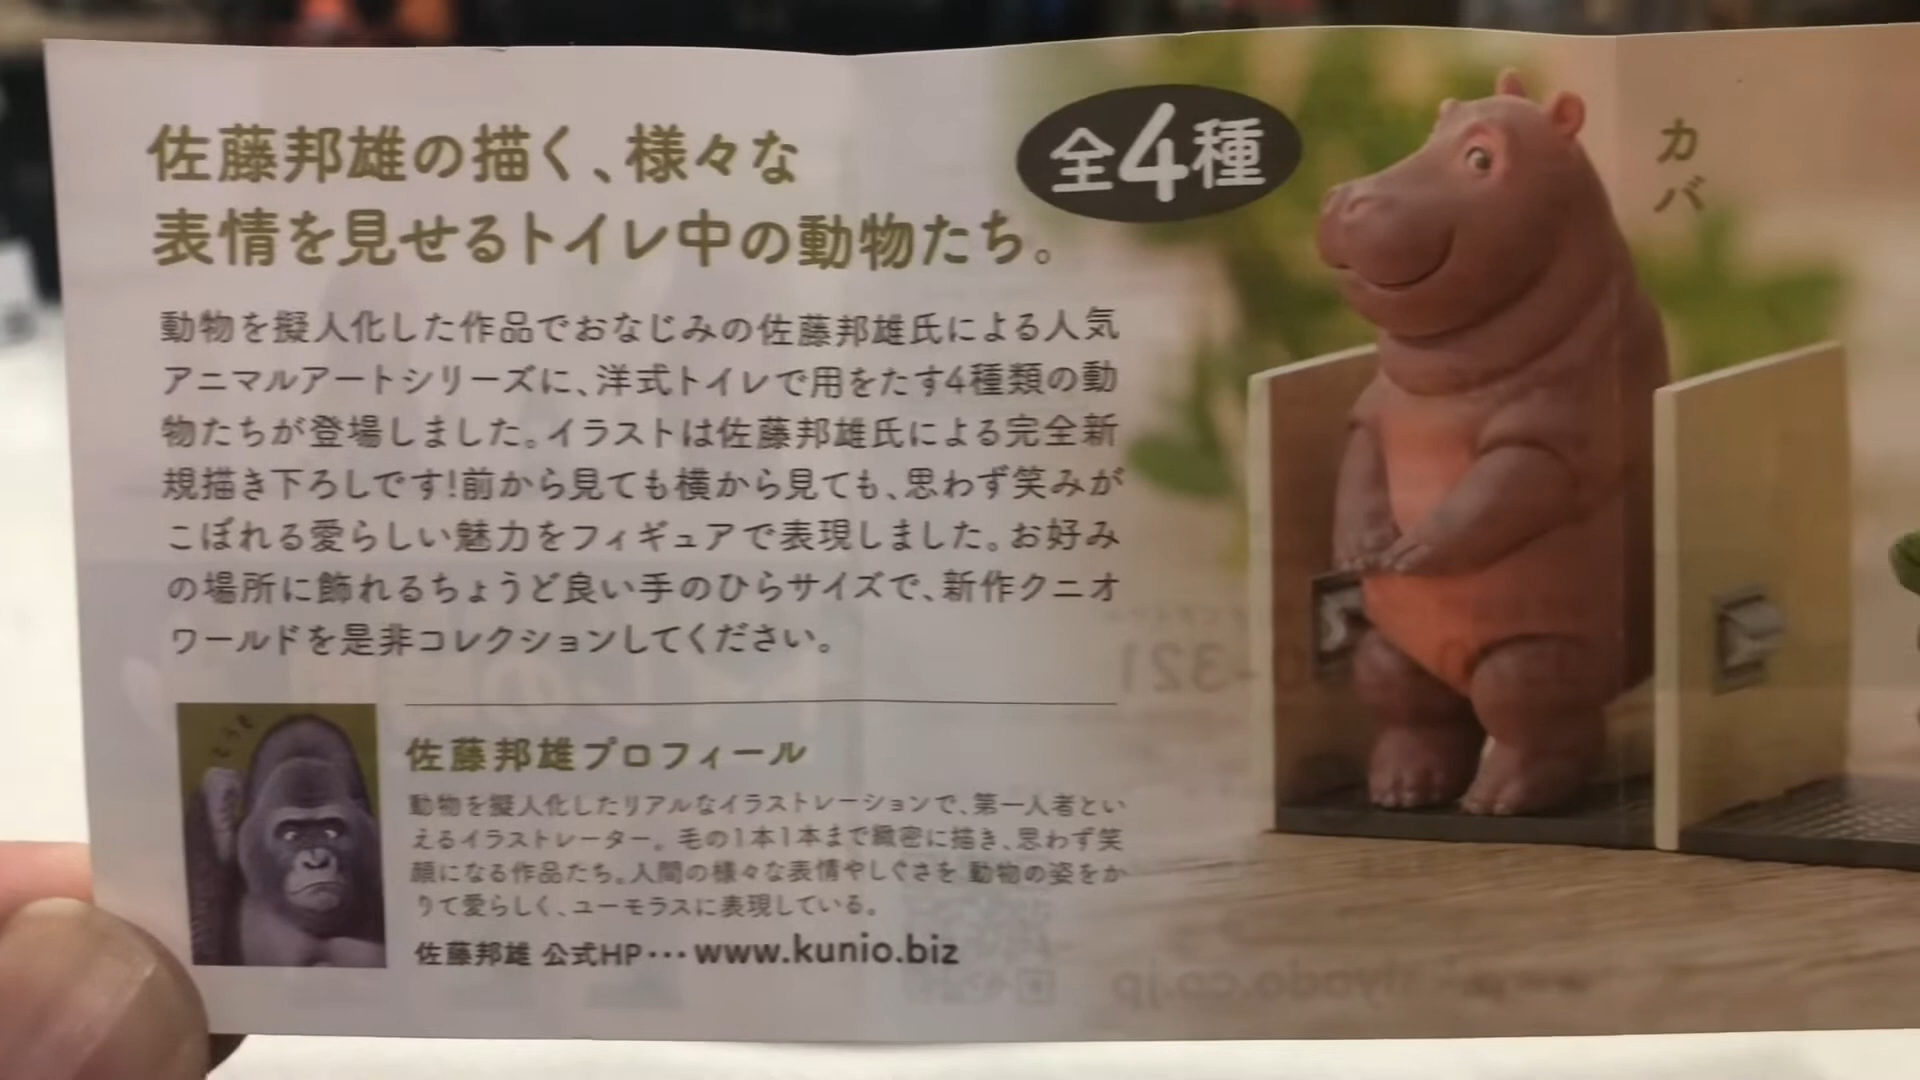 佐藤邦雄の描く、様々な
表情を見せるトイレ中の動物たち。
全4種
カバ
動物を擬人化した作品でおなじみの佐藤邦雄氏による人気
アニマルアートシリーズに、洋式トイレで用をたす4種類の動
物たちが登場しました。イラストは佐藤邦雄氏による完全新
規描き下ろしです!前から見ても横から見ても、思わず笑みが
こぼれる愛らしい魅力をフィギュアで表現しました。お好み
の場所に飾れるちょうど良い手のひらサイズで、新作クニオ
ワールドを是非コレクションしてください。
佐藤邦雄プロフィール
動物を擬人化したリアルなイラストレーションで、第一人者とい
えるイラストレーター。毛の1本1本まで緻密に描き、思わず笑
顔になる作品たち。人間の様々な表情やしぐさを 動物の姿をか
りて愛らしく、ユーモラスに表現している。
佐藤邦雄 公式HP･･･www.kunio.biz